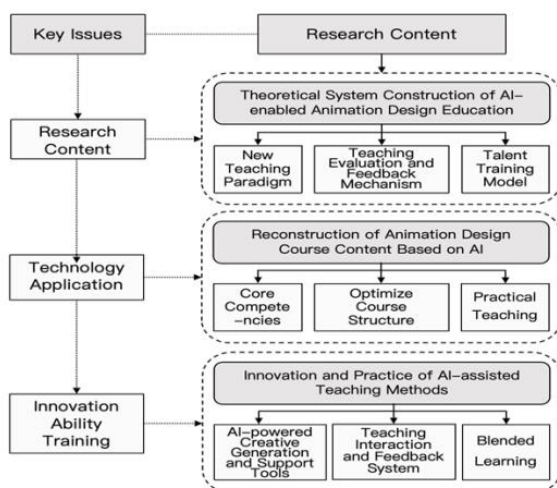 Key Issues
Research Content
Theoretical System Construction of AI-
enabled Animation Design Education
Research
Content
New
Teaching
Paradigm
Teaching
Evaluation and
Feedback
Mechanism
Talent
Training
Model
Reconstruction of Animation Design
Course Content Based on AI
Technology
Application
Core
Compete
-ncies
Optimize
Course
Structure
Practical
Teaching
Innovation and Practice of AI-assisted
Teaching Methods
Innovation
Ability
Training
AI-powered
Creative
Generation
and Support
Tools
Teaching
Interaction
and Feedback
System
Blended
Learning